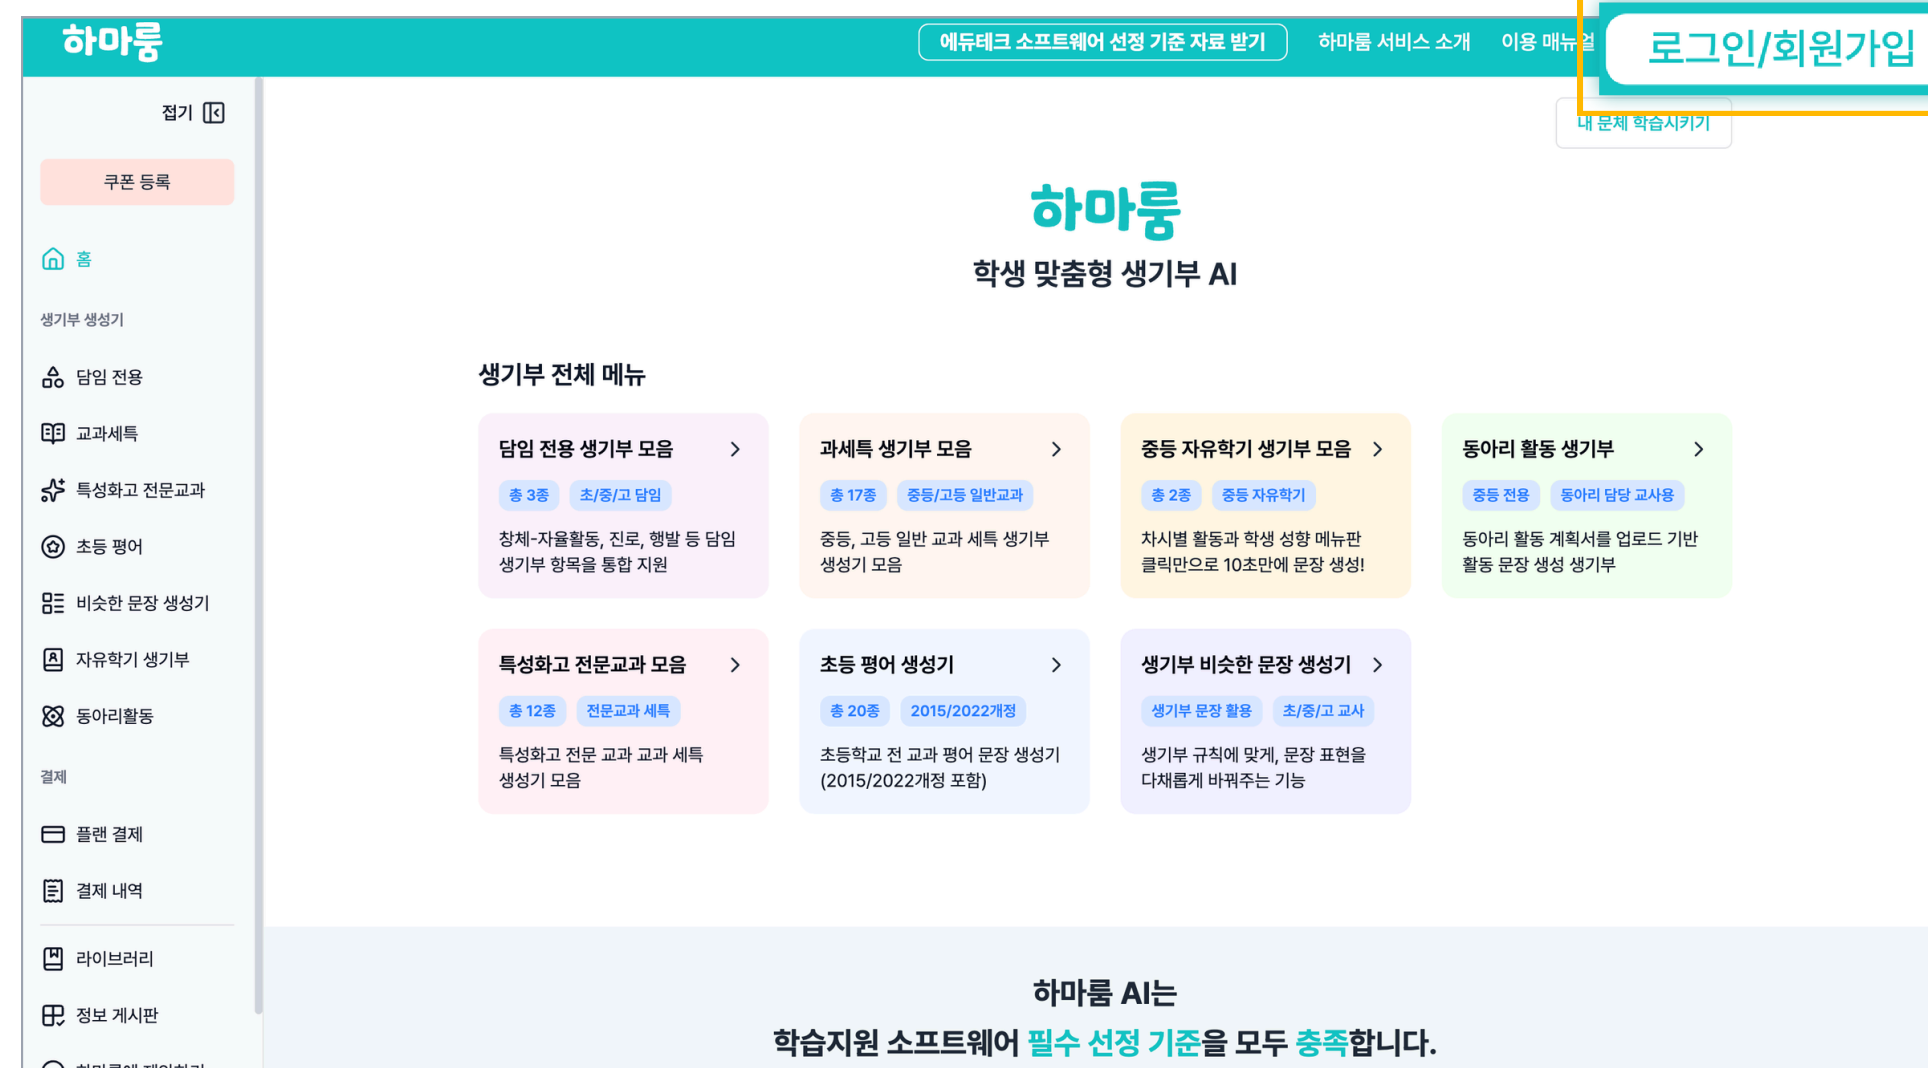 하마룸
에듀테크 소프트웨어 선정 기준 자료 받기
하마룸 서비스 소개
이용 매뉴얼
로그인/회원가입
접기
내 문체 학습시키기
쿠폰 등록
홈
생기부 생성기
담임 전용
교과세특
특성화고 전문교과
초등 평어
비슷한 문장 생성기
자유학기 생기부
동아리활동
결제
플랜 결제
결제 내역
라이브러리
정보 게시판
하마룸
학생 맞춤형 생기부 AI
생기부 전체 메뉴
담임 전용 생기부 모음
총 3종
초/중/고 담임
창체-자율활동, 진로, 행발 등 담임
생기부 항목을 통합 지원
과세특 생기부 모음
총 17종
중등/고등 일반교과
중등, 고등 일반 교과 세특 생기부
생성기 모음
중등 자유학기 생기부 모음
총 2종
중등 자유학기
차시별 활동과 학생 성향 메뉴판
클릭만으로 10초만에 문장 생성!
동아리 활동 생기부
중등 전용
동아리 담당 교사용
동아리 활동 계획서를 업로드 기반
활동 문장 생성 생기부
특성화고 전문교과 모음
총 12종
전문교과 세특
특성화고 전문 교과 교과 세특
생성기 모음
초등 평어 생성기
총 20종
2015/2022개정
초등학교 전 교과 평어 문장 생성기
(2015/2022개정 포함)
생기부 비슷한 문장 생성기
생기부 문장 활용
초/중/고 교사
생기부 규칙에 맞게, 문장 표현을
다채롭게 바꿔주는 기능
하마룸 AI는
학습지원 소프트웨어 필수 선정 기준을 모두 충족합니다.